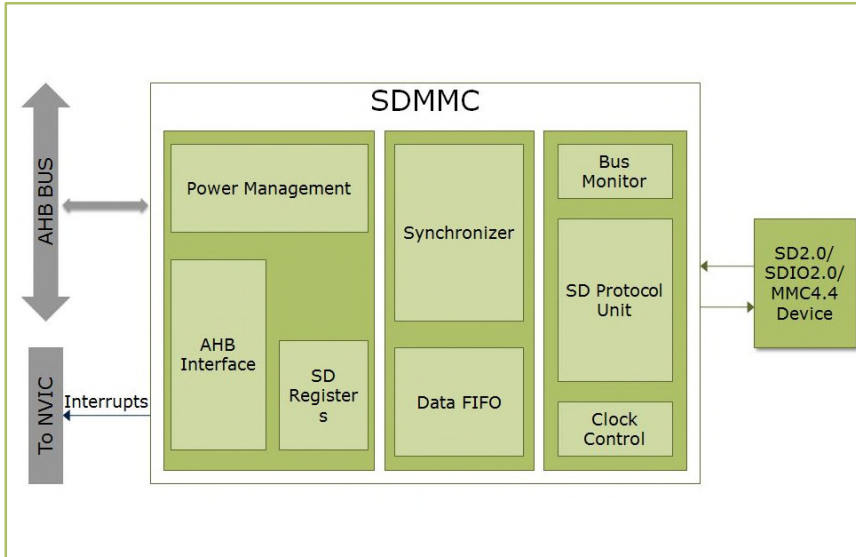 SDMMC
AHB BUS
Power Management
AHB
Interface
SD
Register
s
Synchronizer
Data FIFO
Bus
Monitor
SD Protocol
Unit
Clock
Control
SD2.0/
SDIO2.0/
MMC4.4
Device
To NVIC
Interrupts